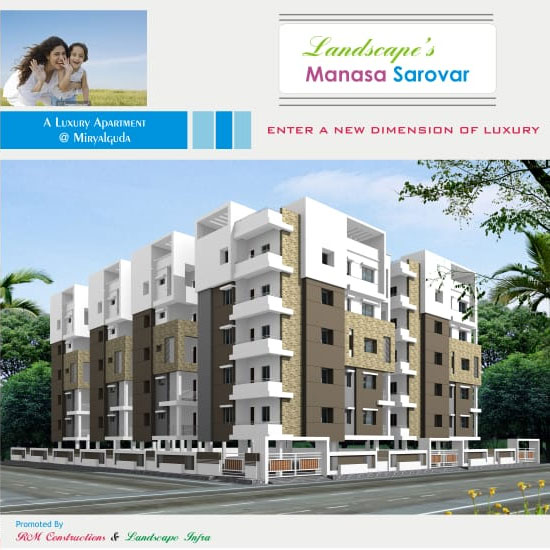 Landscape's
Manasa Sarovar
A Luxury Apartment
@ Miryalguda
ENTER A NEW DIMENSION OF LUXURY
Promoted By
RM Constructions & Landscape Infra